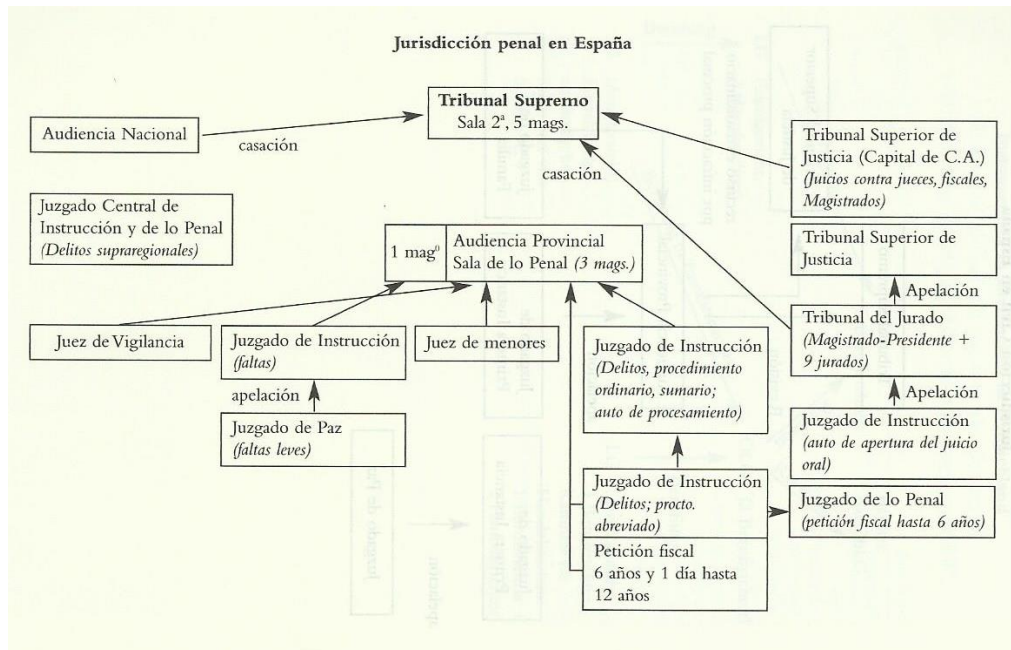 Jurisdicción penal en España
Tribunal Supremo
Sala 2ª, 5 mags.
Audiencia Nacional
casación
casación
Tribunal Superior de
Justicia (Capital de C.A.)
(Juicios contra jueces, fiscales,
Magistrados)
Juzgado Central de
Instrucción y de lo Penal
(Delitos supraregionales)
1 magº
Audiencia Provincial
Sala de lo Penal (3 mags.)
Tribunal Superior de
Justicia
Apelación
Tribunal del Jurado
(Magistrado-Presidente +
9 jurados)
Apelación
Juez de Vigilancia
Juzgado de Instrucción
(faltas)
apelación
Juzgado de Paz
(faltas leves)
Juez de menores
Juzgado de Instrucción
(Delitos, procedimiento
ordinario, sumario;
auto de procesamiento)
Juzgado de Instrucción
(auto de apertura del juicio
oral)
Juzgado de Instrucción
(Delitos; procto.
abreviado)
Petición fiscal
6 años y 1 día hasta
12 años
Juzgado de lo Penal
(petición fiscal hasta 6 años)